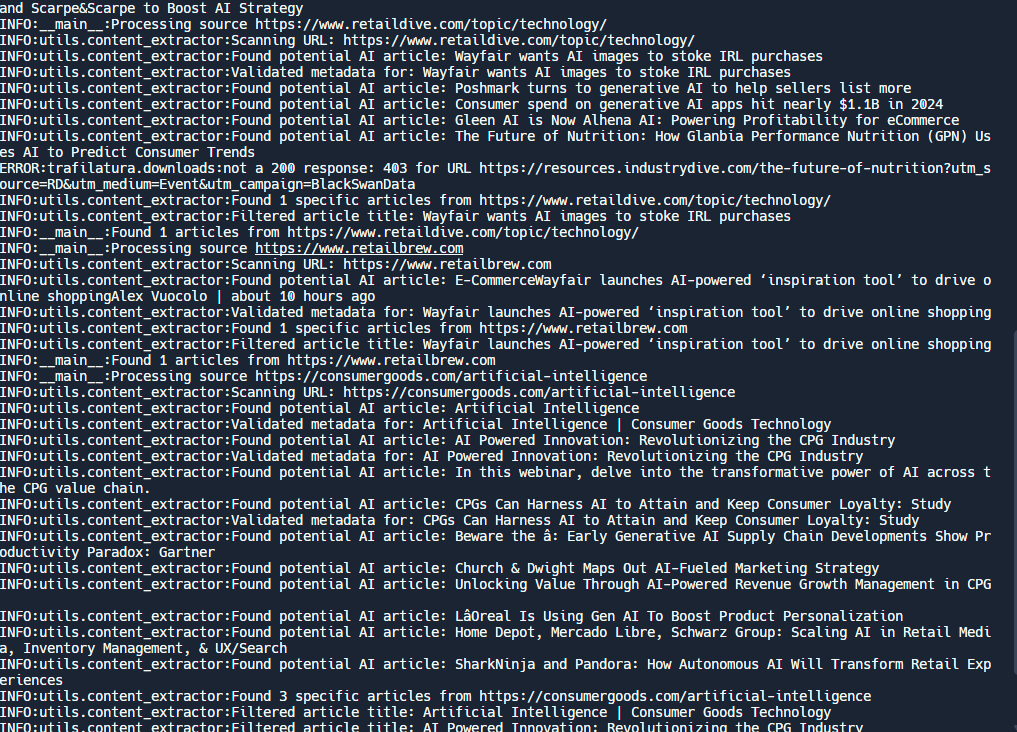 and Scarpe&Scarpe to Boost AI Strategy
INFO:__main__:Processing source https://www.retaildive.com/topic/technology/
INFO:utils.content_extractor:Scanning URL: https://www.retaildive.com/topic/technology/
INFO:utils.content_extractor:Found potential AI article: Wayfair wants AI images to stoke IRL purchases
INFO:utils.content_extractor:Validated metadata for: Wayfair wants AI images to stoke IRL purchases
INFO:utils.content_extractor:Found potential AI article: Poshmark turns to generative AI to help sellers list more
INFO:utils.content_extractor:Found potential AI article: Consumer spend on generative AI apps hit nearly $1.1B in 2024
INFO:utils.content_extractor:Found potential AI article: Gleen AI is Now Alhena AI: Powering Profitability for eCommerce
INFO:utils.content_extractor:Found potential AI article: The Future of Nutrition: How Glanbia Performance Nutrition (GPN) Us
es AI to Predict Consumer Trends
ERROR:trafilatura.downloads:not a 200 response: 403 for URL https://resources.industrydive.com/the-future-of-nutrition?utm_s
ource=RD&utm_medium=Event&utm_campaign=BlackSwanData
INFO:utils.content_extractor:Found 1 specific articles from https://www.retaildive.com/topic/technology/
INFO:utils.content_extractor:Filtered article title: Wayfair wants AI images to stoke IRL purchases
INFO:__main__:Found 1 articles from https://www.retaildive.com/topic/technology/
INFO:__main__:Processing source https://www.retailbrew.com
INFO:utils.content_extractor:Scanning URL: https://www.retailbrew.com
INFO:utils.content_extractor:Found potential AI article: E-CommerceWayfair launches AI-powered ‘inspiration tool’ to drive o
nline shoppingAlex Vuocolo | about 10 hours ago
INFO:utils.content_extractor:Validated metadata for: Wayfair launches AI-powered ‘inspiration tool’ to drive online shopping
INFO:utils.content_extractor:Found 1 specific articles from https://www.retailbrew.com
INFO:utils.content_extractor:Filtered article title: Wayfair launches AI-powered ‘inspiration tool’ to drive online shopping
INFO:__main__:Found 1 articles from https://www.retailbrew.com
INFO:__main__:Processing source https://consumergoods.com/artificial-intelligence
INFO:utils.content_extractor:Scanning URL: https://consumergoods.com/artificial-intelligence
INFO:utils.content_extractor:Found potential AI article: Artificial Intelligence
INFO:utils.content_extractor:Validated metadata for: Artificial Intelligence | Consumer Goods Technology
INFO:utils.content_extractor:Found potential AI article: AI Powered Innovation: Revolutionizing the CPG Industry
INFO:utils.content_extractor:Validated metadata for: AI Powered Innovation: Revolutionizing the CPG Industry
INFO:utils.content_extractor:Found potential AI article: In this webinar, delve into the transformative power of AI across t
he CPG value chain.
INFO:utils.content_extractor:Found potential AI article: CPGs Can Harness AI to Attain and Keep Consumer Loyalty: Study
INFO:utils.content_extractor:Validated metadata for: CPGs Can Harness AI to Attain and Keep Consumer Loyalty: Study
INFO:utils.content_extractor:Found potential AI article: Beware the â: Early Generative AI Supply Chain Developments Show Pr
oductivity Paradox: Gartner
INFO:utils.content_extractor:Found potential AI article: Church & Dwight Maps Out AI-Fueled Marketing Strategy
INFO:utils.content_extractor:Found potential AI article: Unlocking Value Through AI-Powered Revenue Growth Management in CPG
INFO:utils.content_extractor:Found potential AI article: LâOreal Is Using Gen AI To Boost Product Personalization
INFO:utils.content_extractor:Found potential AI article: Home Depot, Mercado Libre, Schwarz Group: Scaling AI in Retail Medi
a, Inventory Management, & UX/Search
INFO:utils.content_extractor:Found potential AI article: SharkNinja and Pandora: How Autonomous AI Will Transform Retail Exp
eriences
INFO:utils.content_extractor:Found 3 specific articles from https://consumergoods.com/artificial-intelligence
INFO:utils.content_extractor:Filtered article title: Artificial Intelligence | Consumer Goods Technology
INFO:utils.content_extractor:Filtered article title: AI Powered Innovation: Revolutionizing the CPG Industry